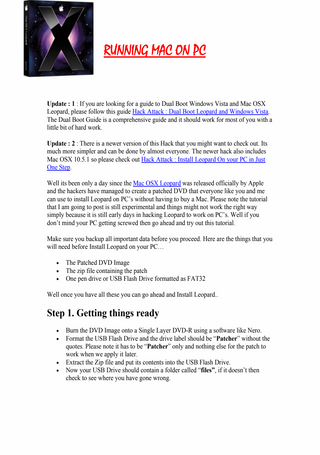 X
RUNNING MAC ON PC
Update : 1 : If you are looking for a guide to Dual Boot Windows Vista and Mac OSX
Leopard, please follow this guide Hack Attack : Dual Boot Leopard and Windows Vista.
The Dual Boot Guide is a comprehensive guide and it should work for most of you with a
little bit of hard work.
Update : 2 : There is a newer version of this Hack that you might want to check out. Its
much more simpler and can be done by almost everyone. The newer hack also includes
Mac OSX 10.5.1 so please check out Hack Attack : Install Leopard On your PC in Just
One Step.
Well its been only a day since the Mac OSX Leopard was released officially by Apple
and the hackers have managed to create a patched DVD that everyone like you and me
can use to install Leopard on PC’s without having to buy a Mac. Please note the tutorial
that I am going to post is still experimental and things might not work the right way
simply because it is still early days in hacking Leopard to work on PC’s. Well if you
don’t mind your PC getting screwed then go ahead and try out this tutorial.
Make sure you backup all important data before you proceed. Here are the things that you
will need before Install Leopard on your PC…
• The Patched DVD Image
• The zip file containing the patch
• One pen drive or USB Flash Drive formatted as FAT32
Well once you have all these you can go ahead and Install Leopard..
Step 1. Getting things ready
• Burn the DVD Image onto a Single Layer DVD-R using a software like Nero.
• Format the USB Flash Drive and the drive label should be “Patcher” without the
quotes. Please note it has to be “Patcher” only and nothing else for the patch to
work when we apply it later.
• Extract the Zip file and put its contents into the USB Flash Drive.
• Now your USB Drive should contain a folder called “files”, if it doesn’t then
check to see where you have gone wrong.